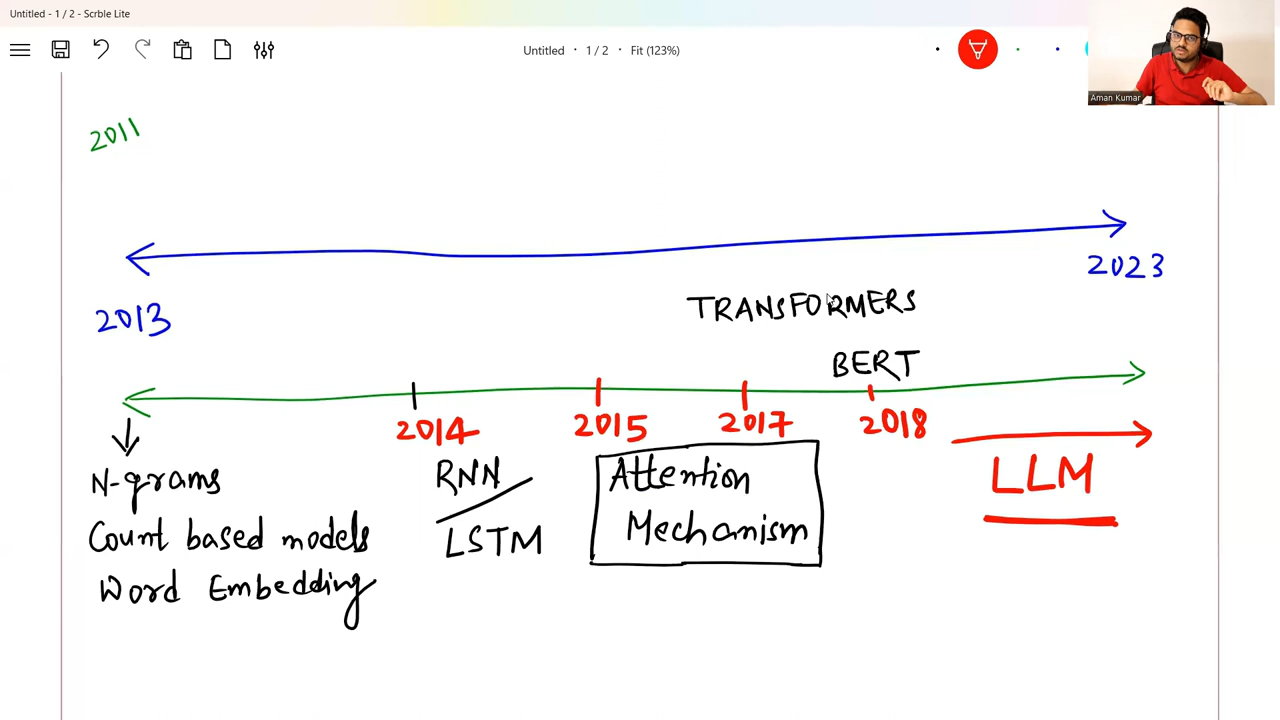 Untitled - 1 / 2 - Scrble Lite
Untitled • 1 / 2 • Fit (123%)
Aman Kumar
2011
2023
2013
TRANSFORMERS
BERT
2014
2015
2017
2018
N-grams
Count based models
Word Embedding
RNN
LSTM
Attention
Mechanism
LLM